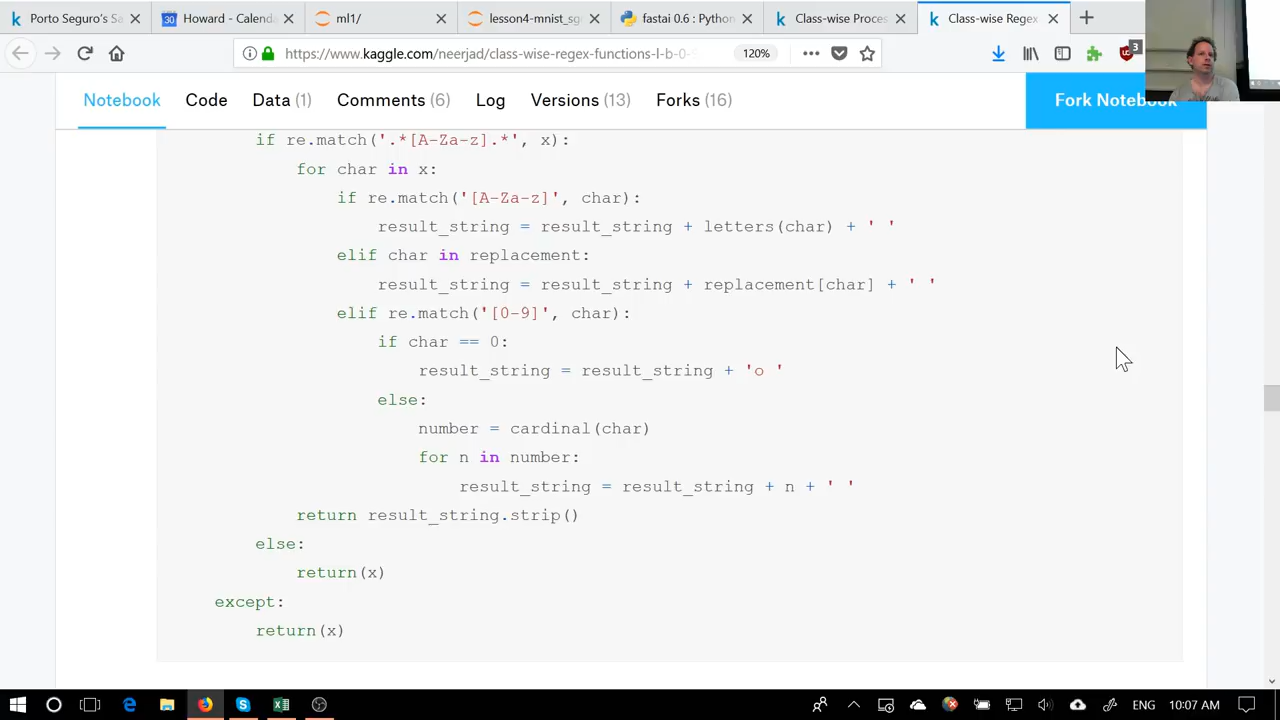 Porto Seguro's Sa
Howard - Calenda
ml1/
lesson4-mnist_sg
fastai 0.6 : Python
Class-wise Proces
Class-wise Regex
https://www.kaggle.com/neerjad/class-wise-regex-functions-l-b-0-
120%
3
Notebook
Code
Data (1)
Comments (6)
Log
Versions (13)
Forks (16)
Fork Notebook
if re.match('.*[A-Za-z].*', x):
for char in x:
if re.match('[A-Za-z]', char):
result_string = result_string + letters(char) + ' '
elif char in replacement:
result_string = result_string + replacement[char] + ' '
elif re.match('[0-9]', char):
if char == 0:
result_string = result_string + 'o '
else:
number = cardinal(char)
for n in number:
result_string = result_string + n + ' '
return result_string.strip()
else:
return(x)
except:
return(x)
ENG
10:07 AM